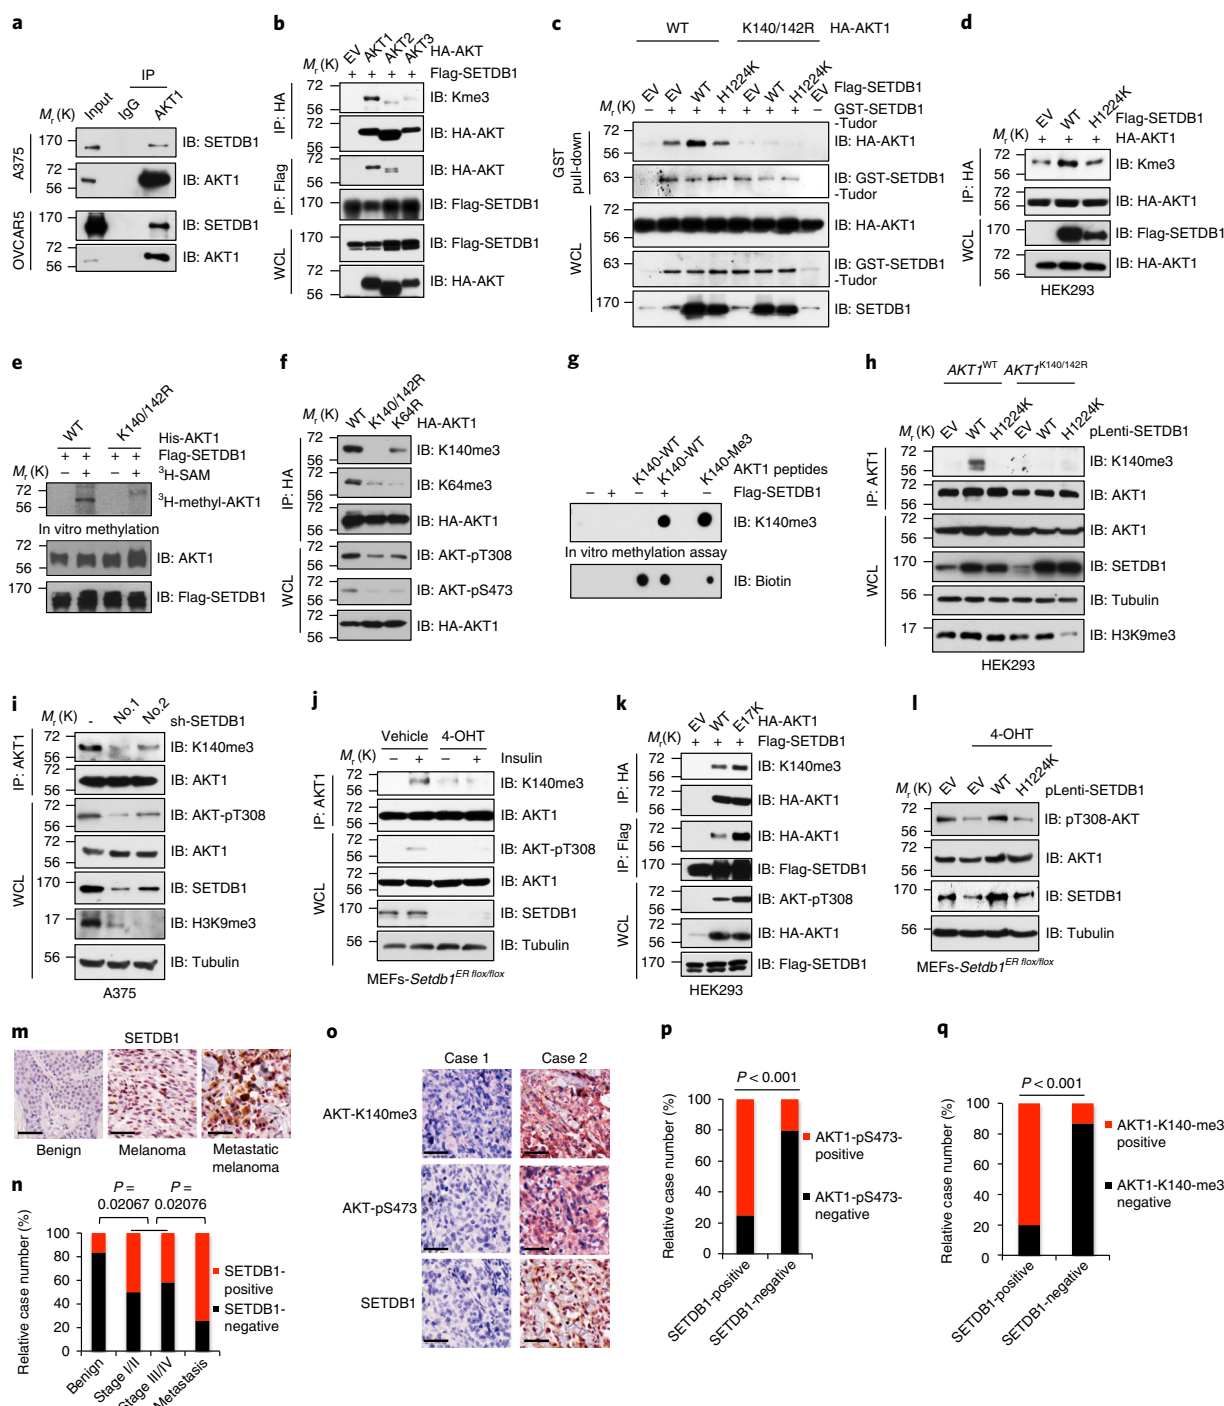 a
IP
Input
IgG
AKT1
Mr (K)
A375
170
IB: SETDB1
72
56
IB: AKT1
OVCAR5
170
IB: SETDB1
72
56
IB: AKT1
b
EV
AKT1
AKT2
AKT3
HA-AKT
+ + + + Flag-SETDB1
Mr (K)
IP: HA
72
56
IB: Kme3
72
56
IB: HA-AKT
IP: Flag
72
56
IB: HA-AKT
170
IB: Flag-SETDB1
WCL
170
IB: Flag-SETDB1
72
56
IB: HA-AKT
c
WT K140/142R HA-AKT1
EV EV WT H1224K EV WT H1224K EV Flag-SETDB1
− + + + + + + − GST-SETDB1
-Tudor
Mr (K)
GST
pull-down
72
56
IB: HA-AKT1
63
IB: GST-SETDB1
-Tudor
WCL
72
56
IB: HA-AKT1
63
IB: GST-SETDB1
-Tudor
170
IB: SETDB1
d
EV WT H1224K Flag-SETDB1
+ + + HA-AKT1
Mr (K)
IP: HA
72
56
IB: Kme3
72
56
IB: HA-AKT1
WCL
170
IB: Flag-SETDB1
72
56
IB: HA-AKT1
HEK293
e
WT K140/142R His-AKT1
+ + + + Flag-SETDB1
− + − + 3H-SAM
Mr (K)
72
56
3H-methyl-AKT1
In vitro methylation
72
56
IB: AKT1
170
IB: Flag-SETDB1
f
WT K140/142R K64R HA-AKT1
Mr (K)
IP: HA
72
56
IB: K140me3
72
56
IB: K64me3
72
56
IB: HA-AKT1
WCL
72
56
IB: AKT-pT308
72
56
IB: AKT-pS473
72
56
IB: HA-AKT1
g
− − K140-WT K140-WT K140-Me3 AKT1 peptides
− + − + − Flag-SETDB1
IB: K140me3
In vitro methylation assay
IB: Biotin
h
AKT1WT AKT1K140/142R
EV WT H1224K EV WT H1224K pLenti-SETDB1
Mr (K)
IP: AKT1
72
56
IB: K140me3
72
56
IB: AKT1
WCL
72
56
IB: AKT1
170
IB: SETDB1
56
IB: Tubulin
17
IB: H3K9me3
HEK293
i
- No.1 No.2 sh-SETDB1
Mr (K)
IP: AKT1
72
56
IB: K140me3
72
56
IB: AKT1
WCL
72
56
IB: AKT-pT308
72
56
IB: AKT1
170
IB: SETDB1
17
IB: H3K9me3
56
IB: Tubulin
A375
j
Vehicle 4-OHT
− + − + Insulin
Mr (K)
IP: AKT1
72
56
IB: K140me3
72
56
IB: AKT1
WCL
72
56
IB: AKT-pT308
72
56
IB: AKT1
170
IB: SETDB1
56
IB: Tubulin
MEFs-Setdb1ER flox/flox
k
EV WT E17K HA-AKT1
+ + + Flag-SETDB1
Mr(K)
IP: HA
72
56
IB: K140me3
72
56
IB: HA-AKT1
IP: Flag
72
56
IB: HA-AKT1
170
IB: Flag-SETDB1
WCL
72
56
IB: AKT-pT308
72
56
IB: HA-AKT1
170
IB: Flag-SETDB1
HEK293
l
4-OHT
EV EV WT H1224K pLenti-SETDB1
Mr (K)
72
56
IB: pT308-AKT
72
56
IB: AKT1
170
IB: SETDB1
56
IB: Tubulin
MEFs-Setdb1ER flox/flox
m
SETDB1
Benign Melanoma Metastatic
melanoma
n
P = 0.02067
P = 0.02076
Relative case number (%)
100
80
60
40
20
0
SETDB1-
positive
SETDB1-
negative
Benign
Stage I/II
Stage III/IV
Metastasis
o
Case 1 Case 2
AKT-K140me3
AKT-pS473
SETDB1
p
P < 0.001
Relative case number (%)
100
80
60
40
20
0
AKT1-pS473-
positive
AKT1-pS473-
negative
SETDB1-positive
SETDB1-negative
q
P < 0.001
Relative case number (%)
100
80
60
40
20
0
AKT1-K140-me3
positive
AKT1-K140-me3
negative
SETDB1-positive
SETDB1-negative